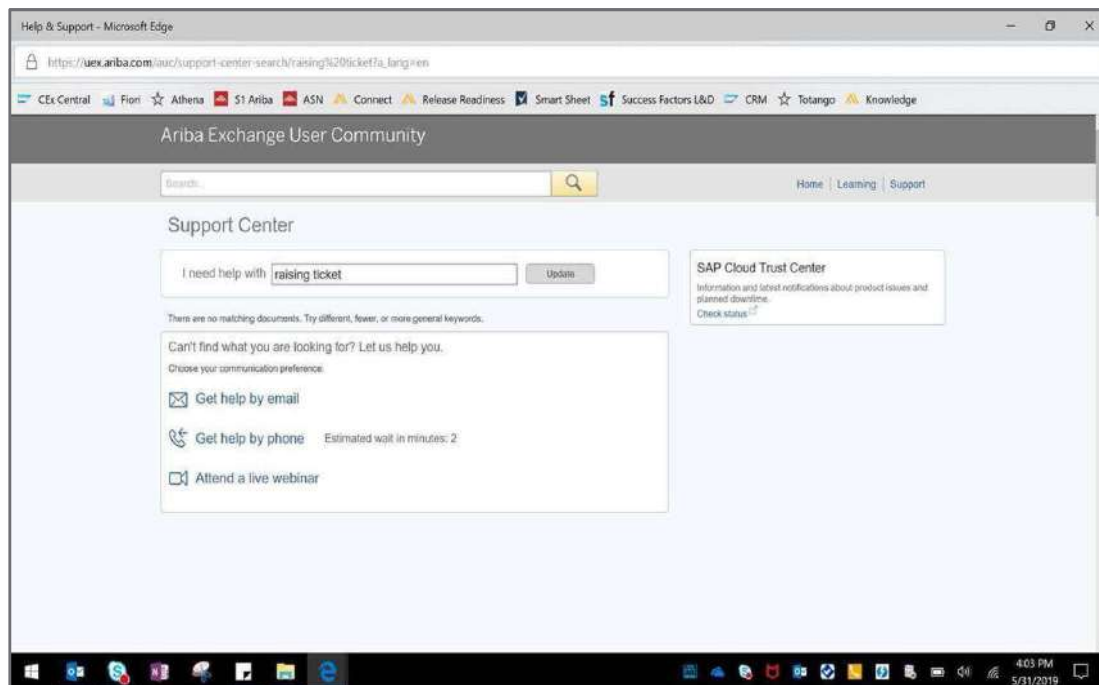 Help & Support - Microsoft Edge
https://uex.ariba.com/auc/support-center-search/raising%20ticket?a_lang=en
CEx Central Fiori Athena S1 Ariba ASN Connect Release Readiness Smart Sheet Success Factors L&D CRM Totango Knowledge
Ariba Exchange User Community
Search...
Home | Learning | Support
Support Center
I need help with raising ticket Update
There are no matching documents. Try different, fewer, or more general keywords.
Can't find what you are looking for? Let us help you.
Choose your communication preference:
Get help by email
Get help by phone Estimated wait in minutes: 2
Attend a live webinar
SAP Cloud Trust Center
Information and latest notifications about product issues and
planned downtime.
Check status
4:03 PM
5/31/2019